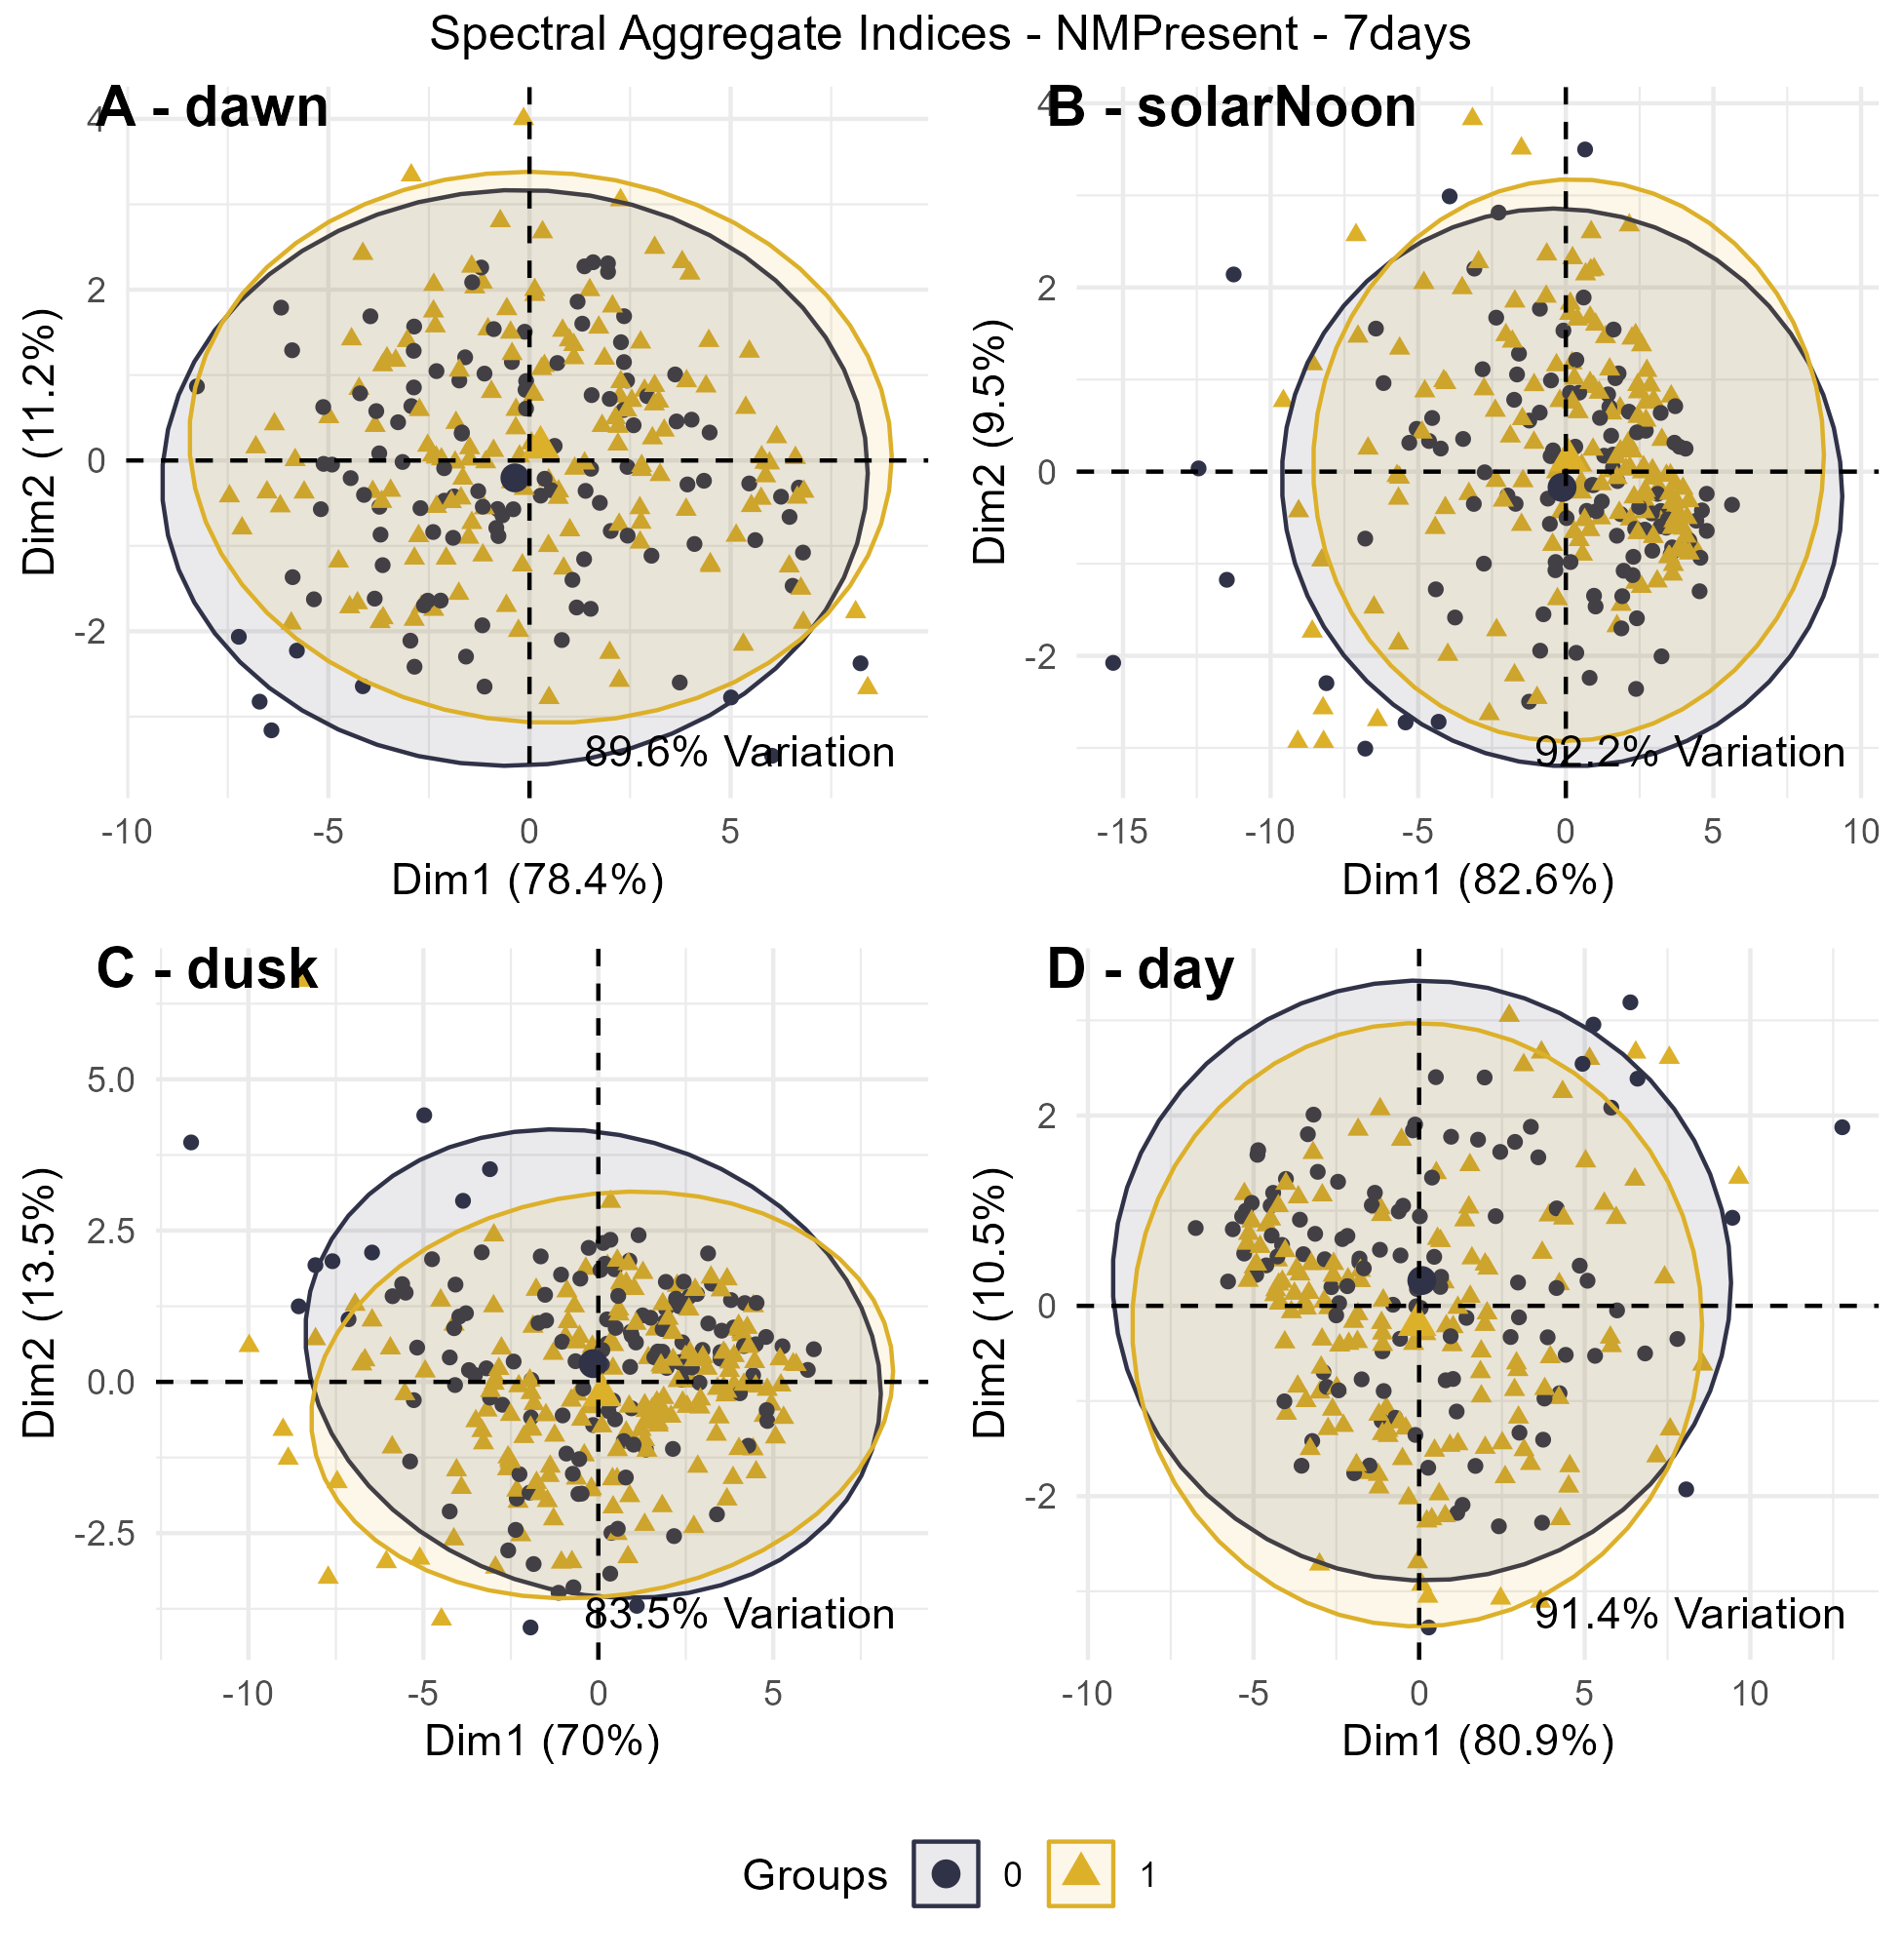 Spectral Aggregate Indices - NMPresent - 7days
A - dawn
4
2
0
-2
Dim2 (11.2%)
89.6% Variation
-10 -5 0 5
Dim1 (78.4%)
B - solarNoon
4
2
0
-2
Dim2 (9.5%)
92.2% Variation
-15 -10 -5 0 5 10
Dim1 (82.6%)
C - dusk
5.0
2.5
0.0
-2.5
Dim2 (13.5%)
83.5% Variation
-10 -5 0 5
Dim1 (70%)
D - day
2
0
-2
Dim2 (10.5%)
91.4% Variation
-10 -5 0 5 10
Dim1 (80.9%)
Groups 0 1